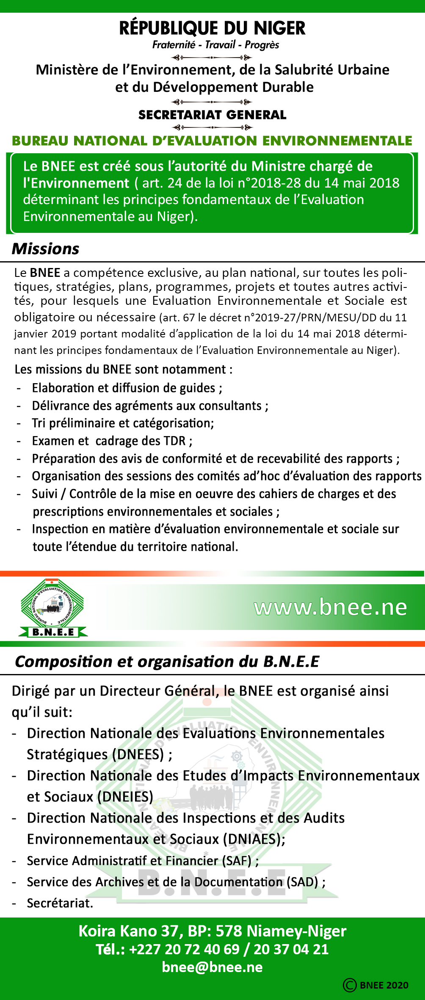 RÉPUBLIQUE DU NIGER
Fraternité - Travail - Progrès
Ministère de l’Environnement, de la Salubrité Urbaine
et du Développement Durable
SECRETARIAT GENERAL
BUREAU NATIONAL D’EVALUATION ENVIRONNEMENTALE
Le BNEE est créé sous l’autorité du Ministre chargé de
l'Environnement ( art. 24 de la loi n°2018-28 du 14 mai 2018
déterminant les principes fondamentaux de l’Evaluation
Environnementale au Niger).
Missions
Le BNEE a compétence exclusive, au plan national, sur toutes les poli-
tiques, stratégies, plans, programmes, projets et toutes autres activi-
tés, pour lesquels une Evaluation Environnementale et Sociale est
obligatoire ou nécessaire (art. 67 le décret n°2019-27/PRN/MESU/DD du 11
janvier 2019 portant modalité d’application de la loi du 14 mai 2018 détermi-
nant les principes fondamentaux de l’Evaluation Environnementale au Niger).
Les missions du BNEE sont notamment :
- Elaboration et diffusion de guides ;
- Délivrance des agréments aux consultants ;
- Tri préliminaire et catégorisation;
- Examen et  cadrage des TDR ;
- Préparation des avis de conformité et de recevabilité des rapports ;
- Organisation des sessions des comités ad’hoc d’évaluation des rapports
- Suivi / Contrôle de la mise en oeuvre des cahiers de charges et des
prescriptions environnementales et sociales ;
- Inspection en matière d’évaluation environnementale et sociale sur
toute l’étendue du territoire national.
BUREAU NATIONAL D'EVALUATION ENVIRONNEMENTALE
B.N.E.E
www.bnee.ne
Composition et organisation du B.N.E.E
Dirigé par un Directeur Général, le BNEE est organisé ainsi
qu’il suit:
- Direction Nationale des Evaluations Environnementales
Stratégiques (DNEES) ;
- Direction Nationale des Etudes d’Impacts Environnementaux
et Sociaux (DNEIES)
- Direction Nationale des Inspections et des Audits
Environnementaux et Sociaux (DNIAES);
- Service Administratif et Financier (SAF) ;
- Service des Archives et de la Documentation (SAD) ;
- Secrétariat.
BUREAU NATIONAL D'EVALUATION ENVIRONNEMENTALE
B.N.E.E
Koira Kano 37, BP: 578 Niamey-Niger
Tél.: +227 20 72 40 69 / 20 37 04 21
bnee@bnee.ne
© BNEE 2020